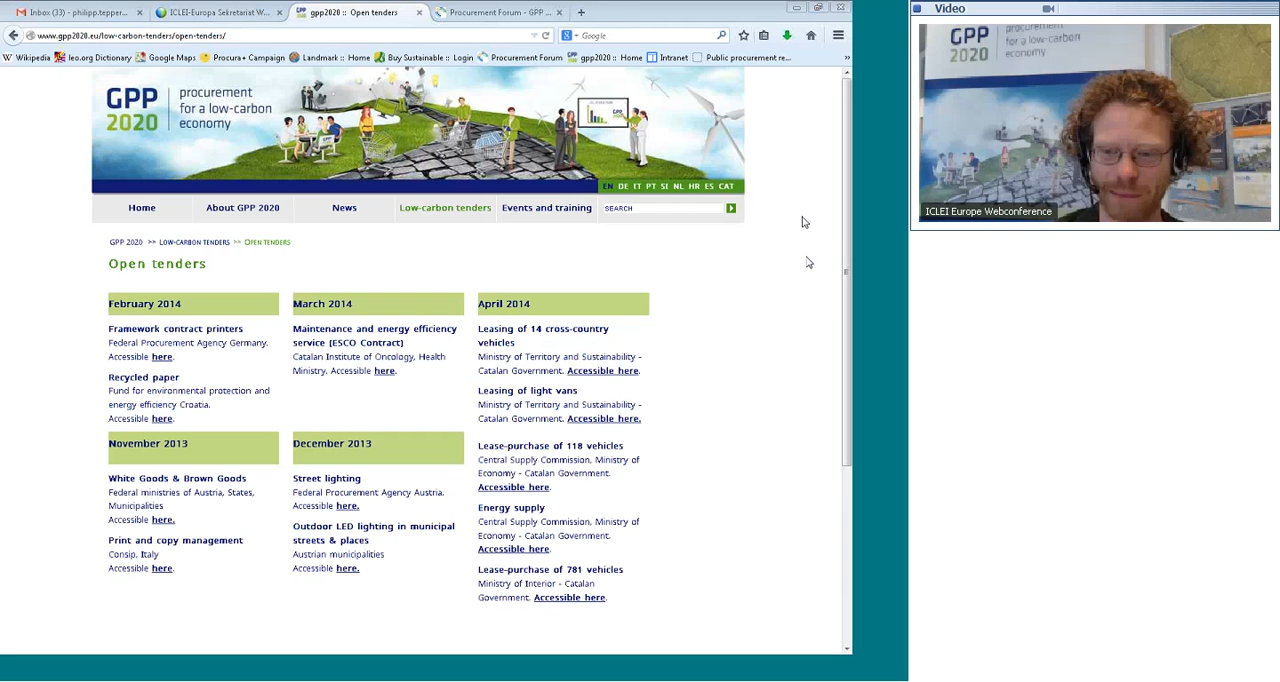 Inbox (33) - philipp.tepper... ×
ICLEI-Europa Sekretariat W... ×
gpp2020 :: Open tenders ×
Procurement Forum - GPP ... ×
www.gpp2020.eu/low-carbon-tenders/open-tenders/
Google
Wikipedia leo.org Dictionary Google Maps Procura+ Campaign Landmark :: Home Buy Sustainable :: Login Procurement Forum gpp2020 :: Home Intranet Public procurement re...
GPP 2020
procurement
for a low-carbon
economy
EN DE IT PT SI NL HR ES CAT
Home About GPP 2020 News Low-carbon tenders Events and training SEARCH
GPP 2020 >> LOW-CARBON TENDERS >> OPEN TENDERS
Open tenders
February 2014
Framework contract printers
Federal Procurement Agency Germany.
Accessible here.
Recycled paper
Fund for environmental protection and
energy efficiency Croatia.
Accessible here.
March 2014
Maintenance and energy efficiency
service (ESCO Contract)
Catalan Institute of Oncology, Health
Ministry. Accessible here.
April 2014
Leasing of 14 cross-country
vehicles
Ministry of Territory and Sustainability -
Catalan Government. Accessible here.
Leasing of light vans
Ministry of Territory and Sustainability -
Catalan Government. Accessible here.
Lease-purchase of 118 vehicles
Central Supply Commission, Ministry of
Economy - Catalan Government.
Accessible here.
Energy supply
Central Supply Commission, Ministry of
Economy - Catalan Government.
Accessible here.
Lease-purchase of 781 vehicles
Ministry of Interior - Catalan
Government. Accessible here.
November 2013
White Goods & Brown Goods
Federal ministries of Austria, States,
Municipalities
Accessible here.
Print and copy management
Consip, Italy
Accessible here.
December 2013
Street lighting
Federal Procurement Agency Austria.
Accessible here.
Outdoor LED lighting in municipal
streets & places
Austrian municipalities
Accessible here.
Video
GPP
2020
procurement
for a low-carbon
economy
ICLEI Europe Webconference